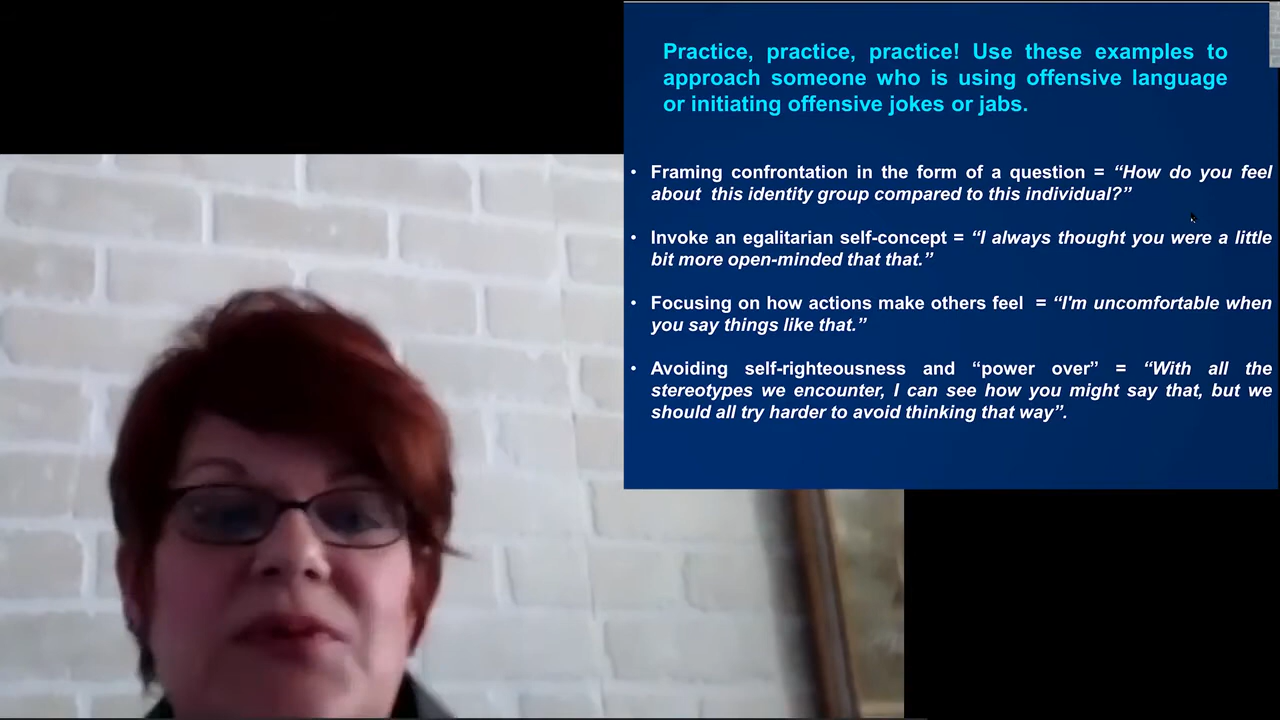 Practice, practice, practice! Use these examples to
approach someone who is using offensive language
or initiating offensive jokes or jabs.
• Framing confrontation in the form of a question = “How do you feel
about this identity group compared to this individual?”
• Invoke an egalitarian self-concept = “I always thought you were a little
bit more open-minded that that.”
• Focusing on how actions make others feel = “I'm uncomfortable when
you say things like that.”
• Avoiding self-righteousness and “power over” = “With all the
stereotypes we encounter, I can see how you might say that, but we
should all try harder to avoid thinking that way”.